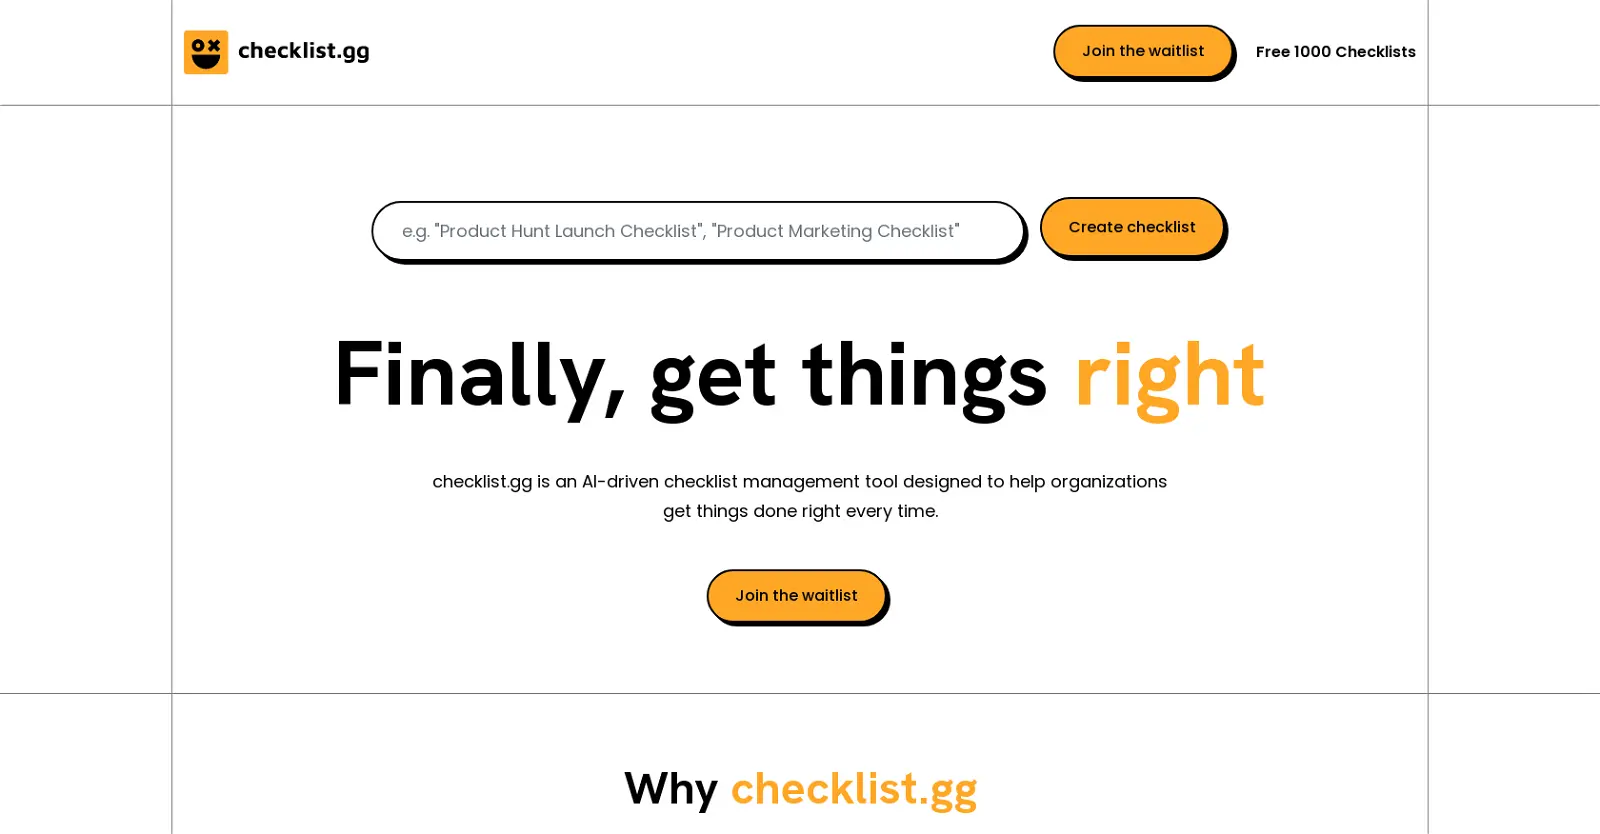 checklist.gg
Join the waitlist
Free 1000 Checklists
e.g. "Product Hunt Launch Checklist", "Product Marketing Checklist"
Create checklist
Finally, get things right
checklist.gg is an AI-driven checklist management tool designed to help organizations
get things done right every time.
Join the waitlist
Why checklist.gg